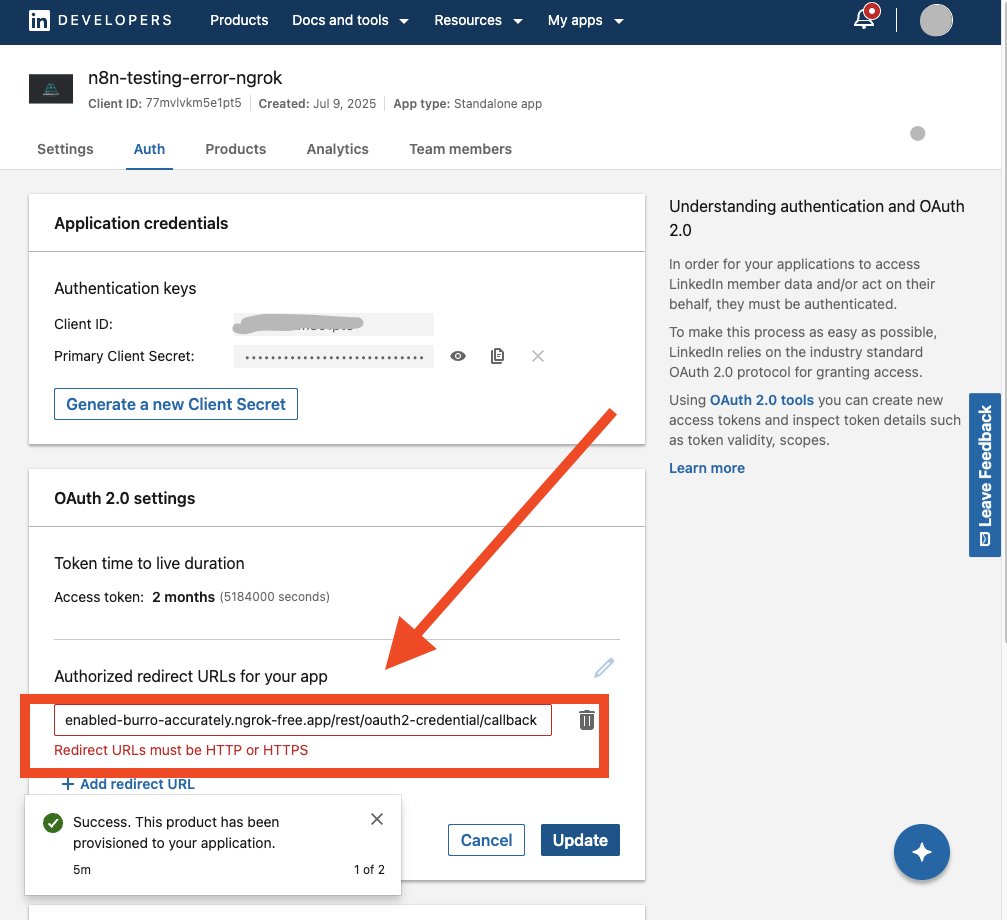 in DEVELOPERS Products Docs and tools Resources My apps
n8n-testing-error-ngrok
Client ID: 77mvlvkm5e1pt5 Created: Jul 9, 2025 App type: Standalone app
Settings Auth Products Analytics Team members
Application credentials
Authentication keys
Client ID:
Primary Client Secret: ••••••••••••••••••••••••••••
Generate a new Client Secret
OAuth 2.0 settings
Token time to live duration
Access token: 2 months (5184000 seconds)
Authorized redirect URLs for your app
enabled-burro-accurately.ngrok-free.app/rest/oauth2-credential/callback
Redirect URLs must be HTTP or HTTPS
+ Add redirect URL
Success. This product has been
provisioned to your application.
5m 1 of 2
Cancel Update
Understanding authentication and OAuth
2.0
In order for your applications to access
LinkedIn member data and/or act on their
behalf, they must be authenticated.
To make this process as easy as possible,
LinkedIn relies on the industry standard
OAuth 2.0 protocol for granting access.
Using OAuth 2.0 tools you can create new
access tokens and inspect token details such
as token validity, scopes.
Learn more
Leave Feedback